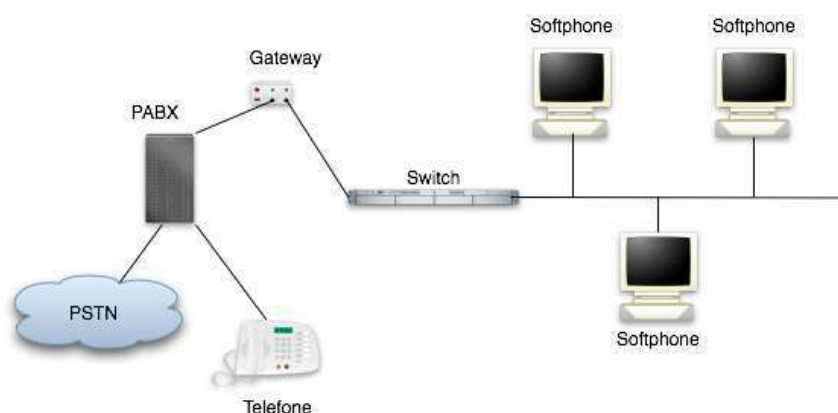 Softphone
Softphone
Gateway
PABX
Switch
PSTN
Softphone
Telefone